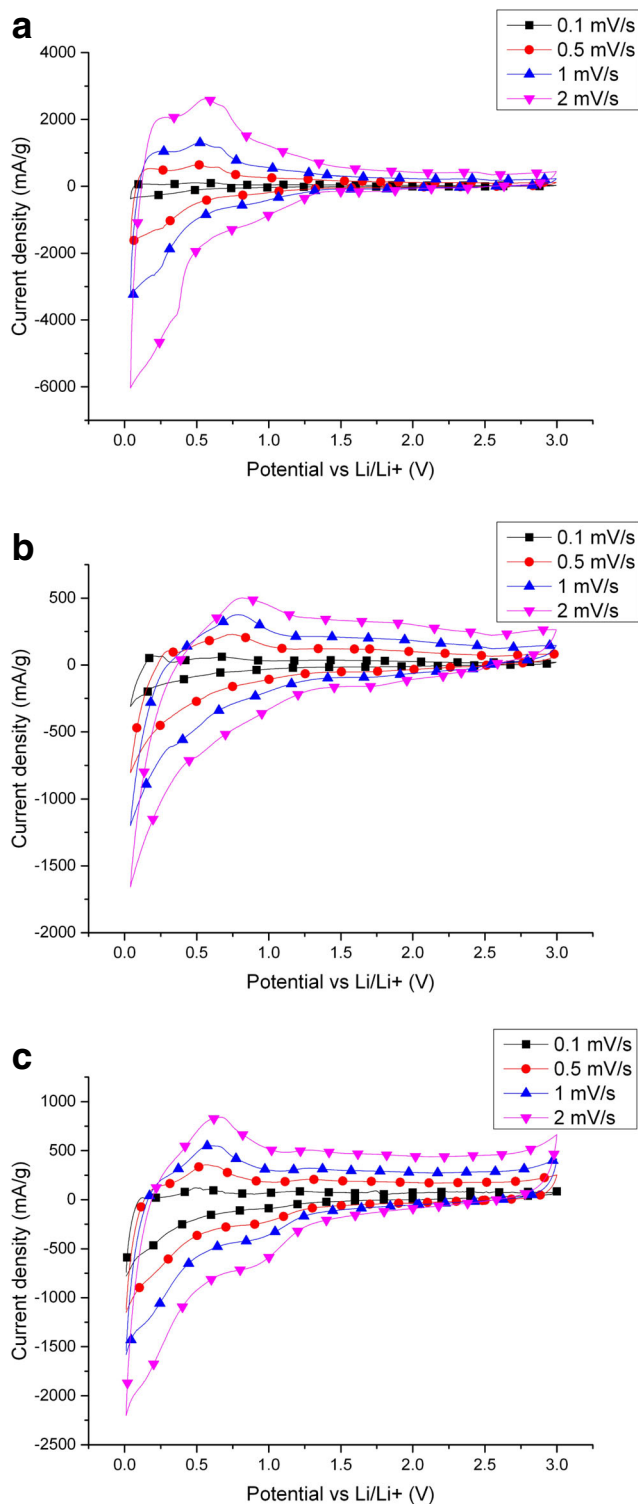 a
0.1 mV/s
0.5 mV/s
1 mV/s
2 mV/s
4000
2000
0
-2000
-4000
-6000
Current density (mA/g)
0.0 0.5 1.0 1.5 2.0 2.5 3.0
Potential vs Li/Li+ (V)
b
0.1 mV/s
0.5 mV/s
1 mV/s
2 mV/s
500
0
-500
-1000
-1500
-2000
Current density (mA/g)
0.0 0.5 1.0 1.5 2.0 2.5 3.0
Potential vs Li/Li+ (V)
c
0.1 mV/s
0.5 mV/s
1 mV/s
2 mV/s
1000
500
0
-500
-1000
-1500
-2000
-2500
Current density (mA/g)
0.0 0.5 1.0 1.5 2.0 2.5 3.0
Potential vs Li/Li+ (V)